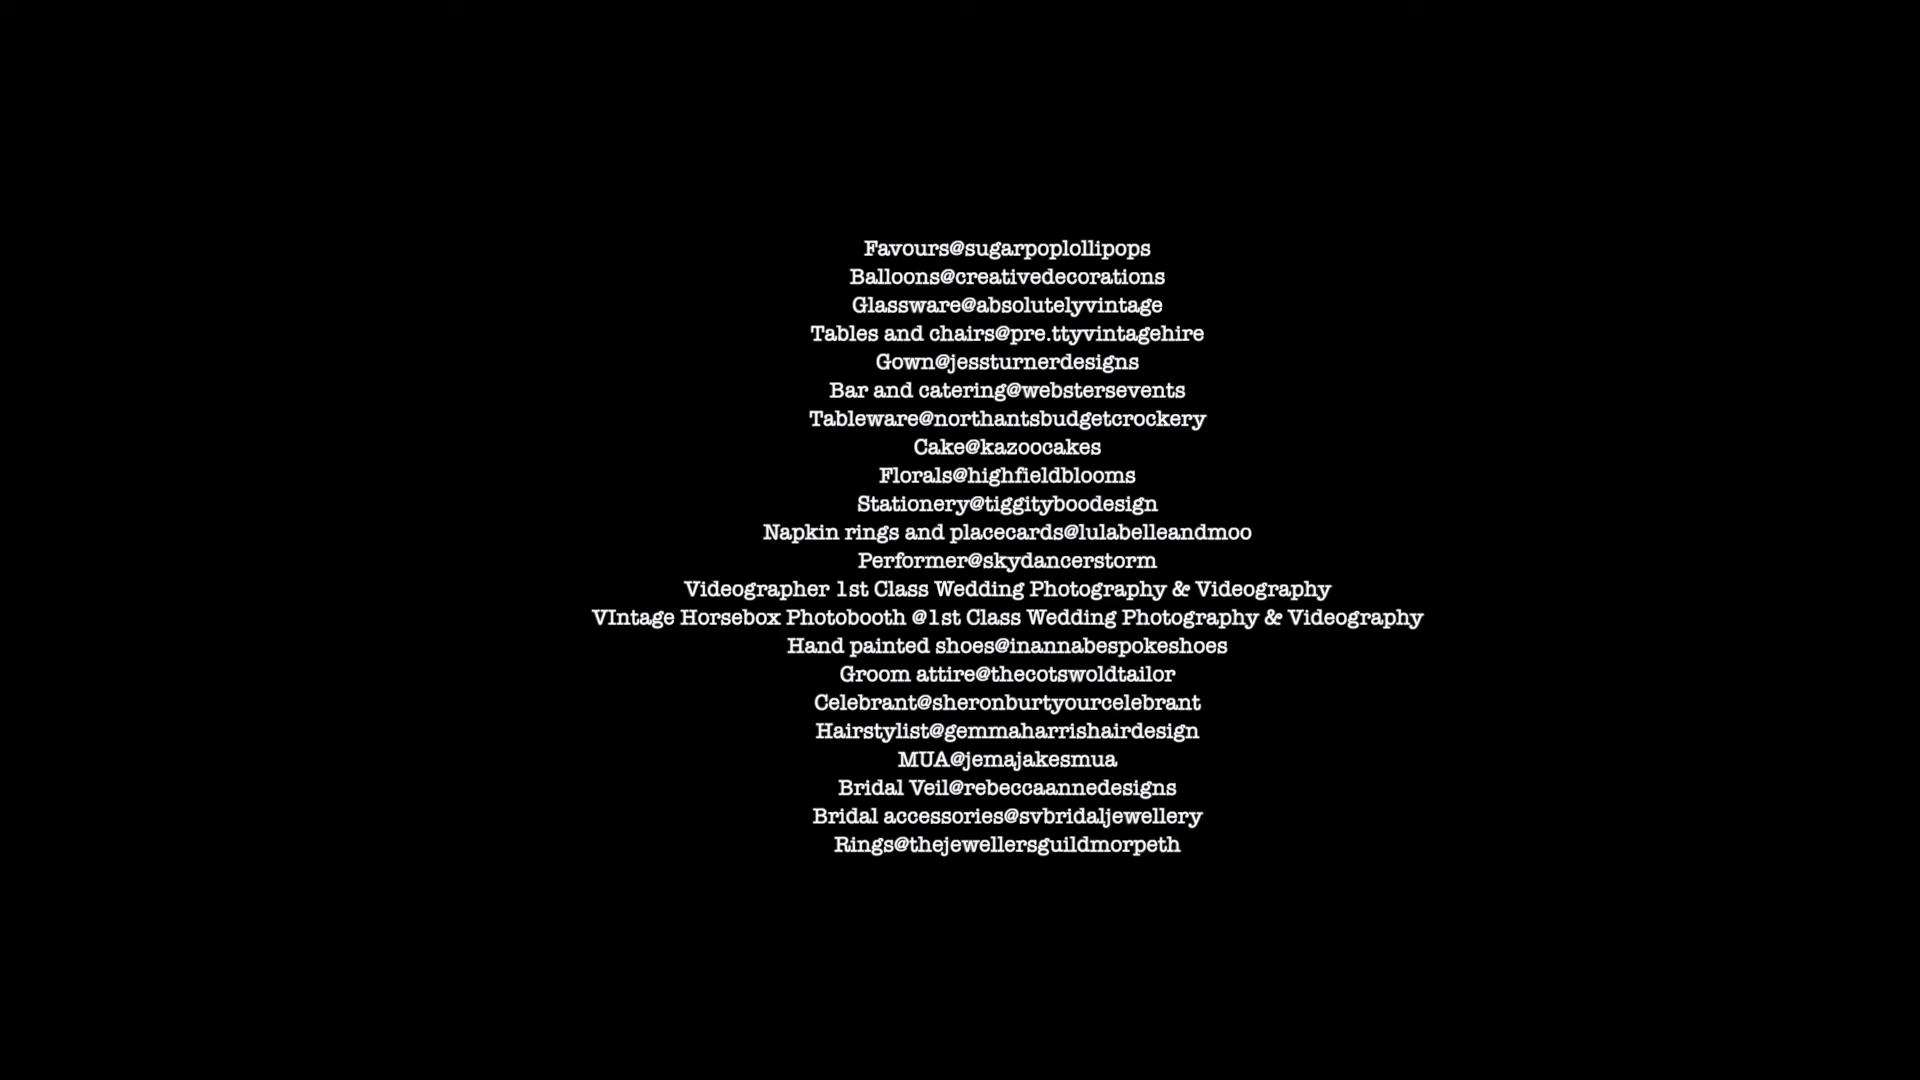 Favours@sugarpoplollipops
Balloons@creativedecorations
Glassware@absolutelyvintage
Tables and chairs@pre.ttyvintagehire
Gown@jessturnerdesigns
Bar and catering@webstersevents
Tableware@northantsbudgetcrockery
Cake@kazoocakes
Florals@highfieldblooms
Stationery@tiggityboodesign
Napkin rings and placecards@lulabelleandmoo
Performer@skydancerstorm
Videographer 1st Class Wedding Photography & Videography
VIntage Horsebox Photobooth @1st Class Wedding Photography & Videography
Hand painted shoes@inannabespokeshoes
Groom attire@thecotswoldtailor
Celebrant@sheronburtyourcelebrant
Hairstylist@gemmaharrishairdesign
MUA@jemajakesmua
Bridal Veil@rebeccaannedesigns
Bridal accessories@svbridaljewellery
Rings@thejewellersguildmorpeth